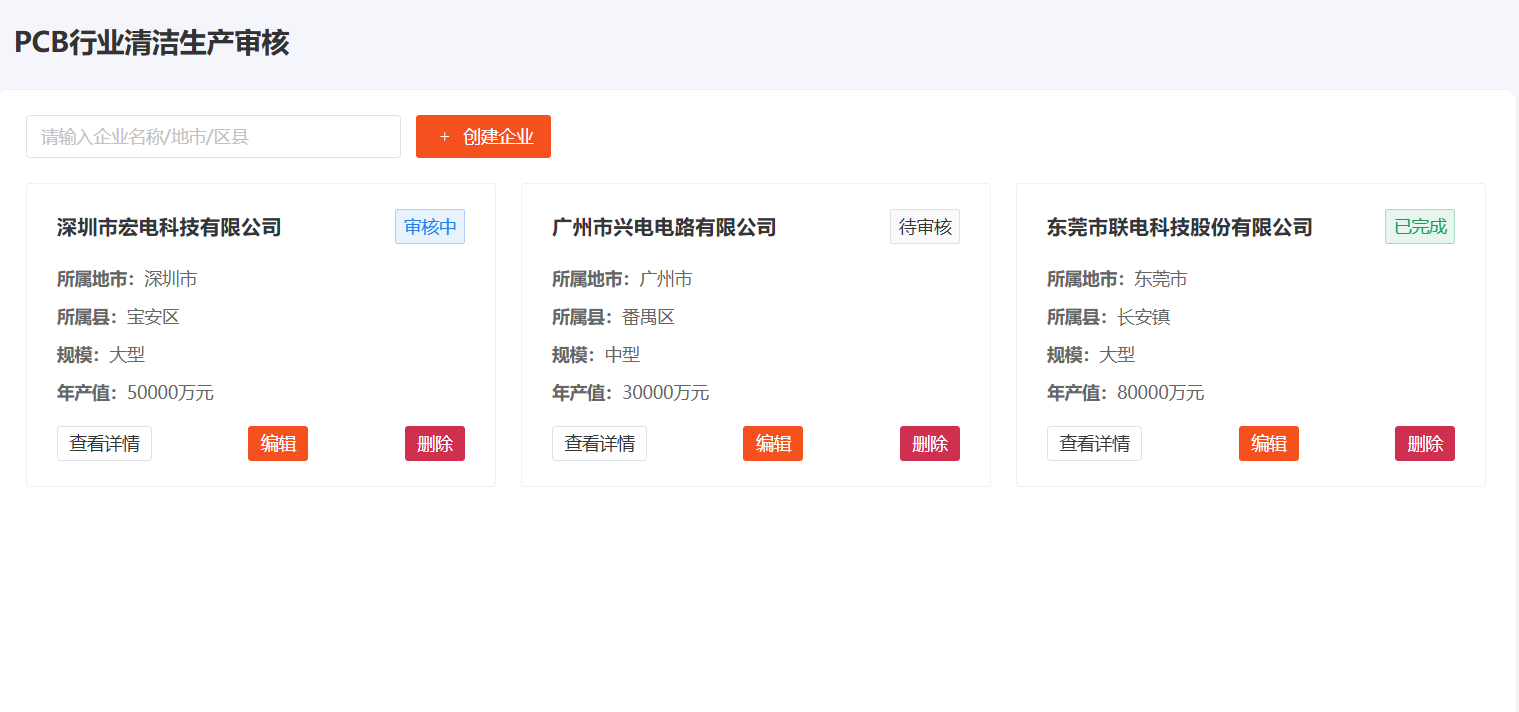 PCB行业清洁生产审核
请输入企业名称/地市/区县
+ 创建企业
深圳市宏电科技有限公司
审核中
所属地市：深圳市
所属县：宝安区
规模：大型
年产值：50000万元
查看详情
编辑
删除
广州市兴电电路有限公司
待审核
所属地市：广州市
所属县：番禺区
规模：中型
年产值：30000万元
查看详情
编辑
删除
东莞市联电科技股份有限公司
已完成
所属地市：东莞市
所属县：长安镇
规模：大型
年产值：80000万元
查看详情
编辑
删除